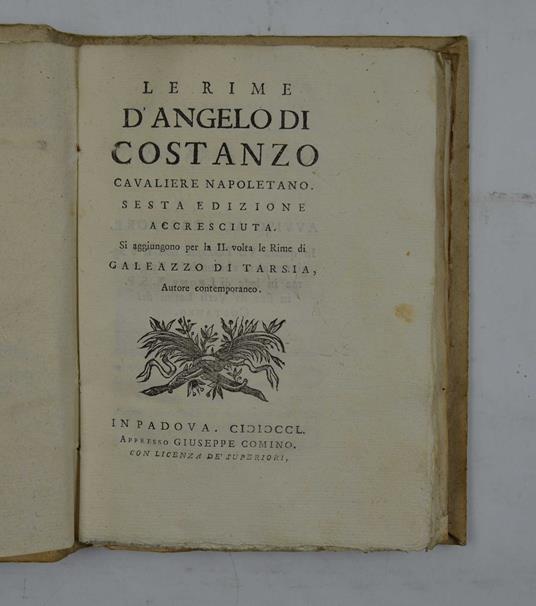 LE RIME
D'ANGELO DI
COSTANZO
CAVALIERE NAPOLETANO.
SESTA EDIZIONE
ACCRESCIUTA.
Si aggiungono per la II. volta le Rime di
GALEAZZO DI TARSIA,
Autore contemporaneo.
IN PADOVA. CIƆIƆCCL.
APPRESSO GIUSEPPE COMINO.
CON LICENZA DE' SUPERIORI,